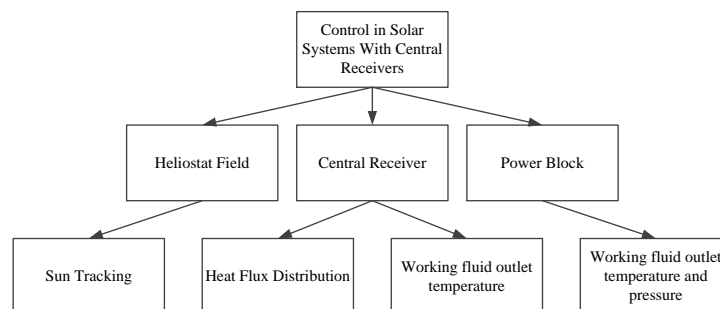 Control in Solar
Systems With Central
Receivers
Heliostat Field
Central Receiver
Power Block
Sun Tracking
Heat Flux Distribution
Working fluid outlet
temperature
Working fluid outlet
temperature and
pressure